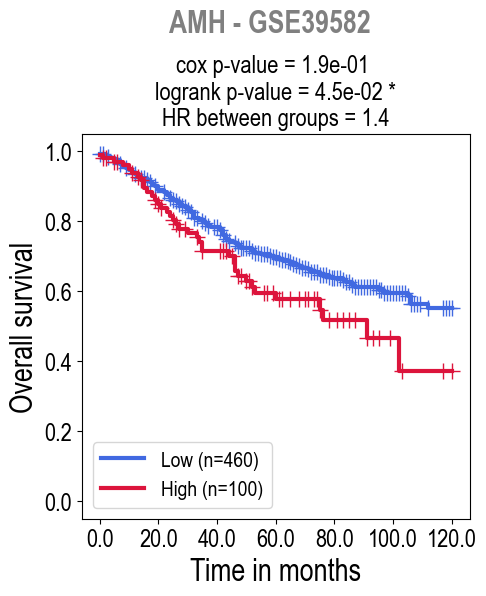 AMH - GSE39582
cox p-value = 1.9e-01
logrank p-value = 4.5e-02 *
HR between groups = 1.4
1.0
0.8
0.6
0.4
0.2
0.0
Overall survival
Low (n=460)
High (n=100)
0.0 20.0 40.0 60.0 80.0 100.0 120.0
Time in months